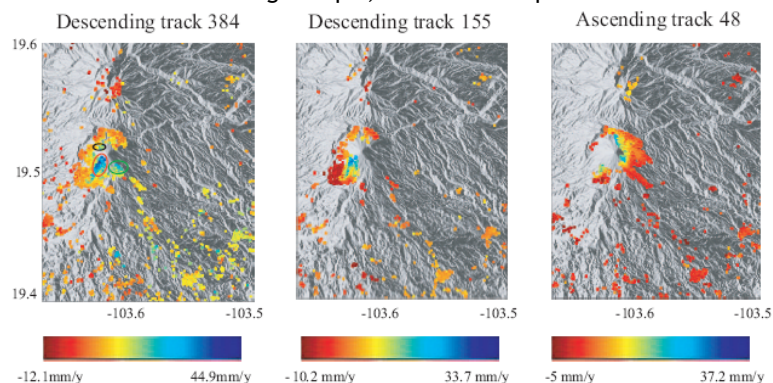 Descending track 384
Descending track 155
Ascending track 48
19.6
19.5
19.4
-103.6
-103.5
-103.6
-103.5
-103.6
-103.5
-12.1mm/y
44.9mm/y
-10.2 mm/y
33.7 mm/y
-5 mm/y
37.2 mm/y